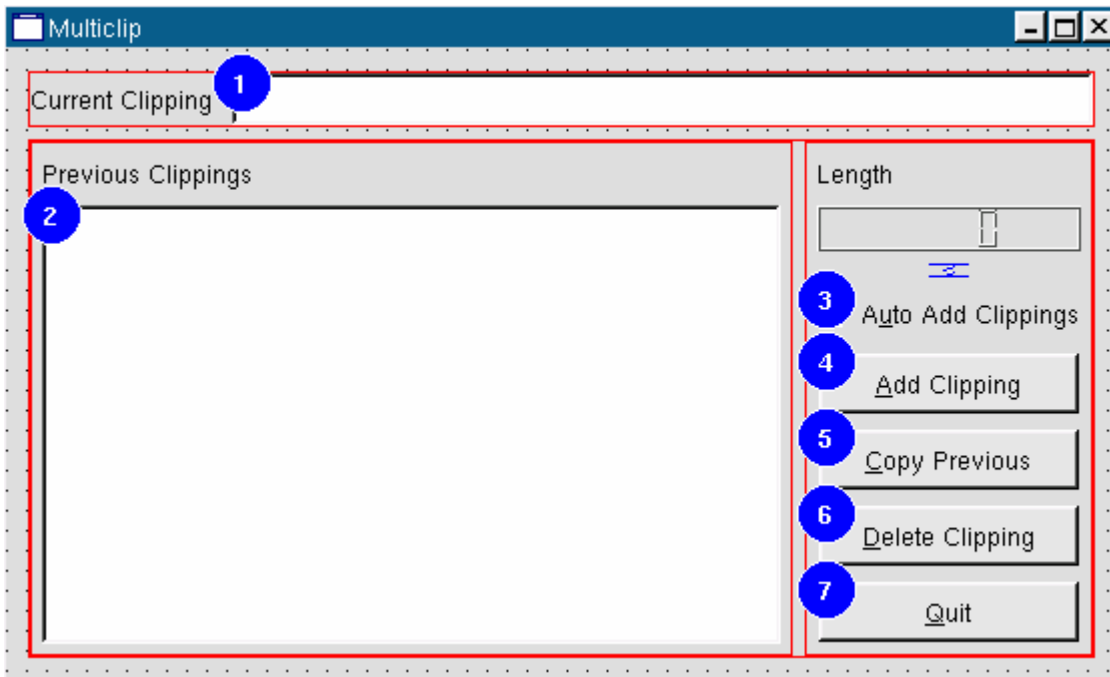 Multiclip
1
Current Clipping
Previous Clippings
2
Length
0
3
Auto Add Clippings
4
Add Clipping
5
Copy Previous
6
Delete Clipping
7
Quit